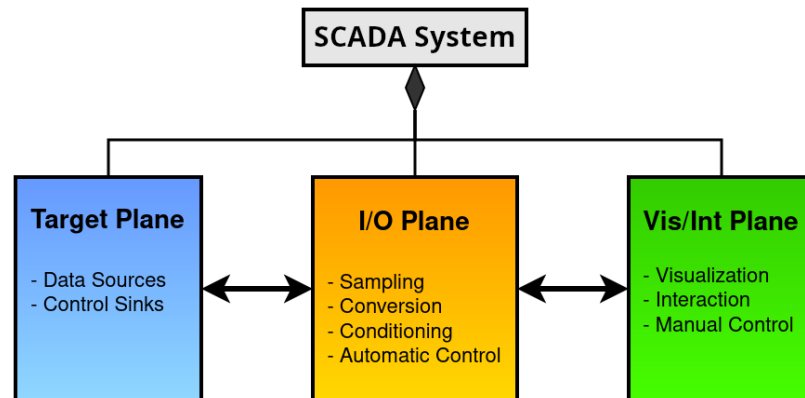 SCADA System
Target Plane
- Data Sources
- Control Sinks
I/O Plane
- Sampling
- Conversion
- Conditioning
- Automatic Control
Vis/Int Plane
- Visualization
- Interaction
- Manual Control